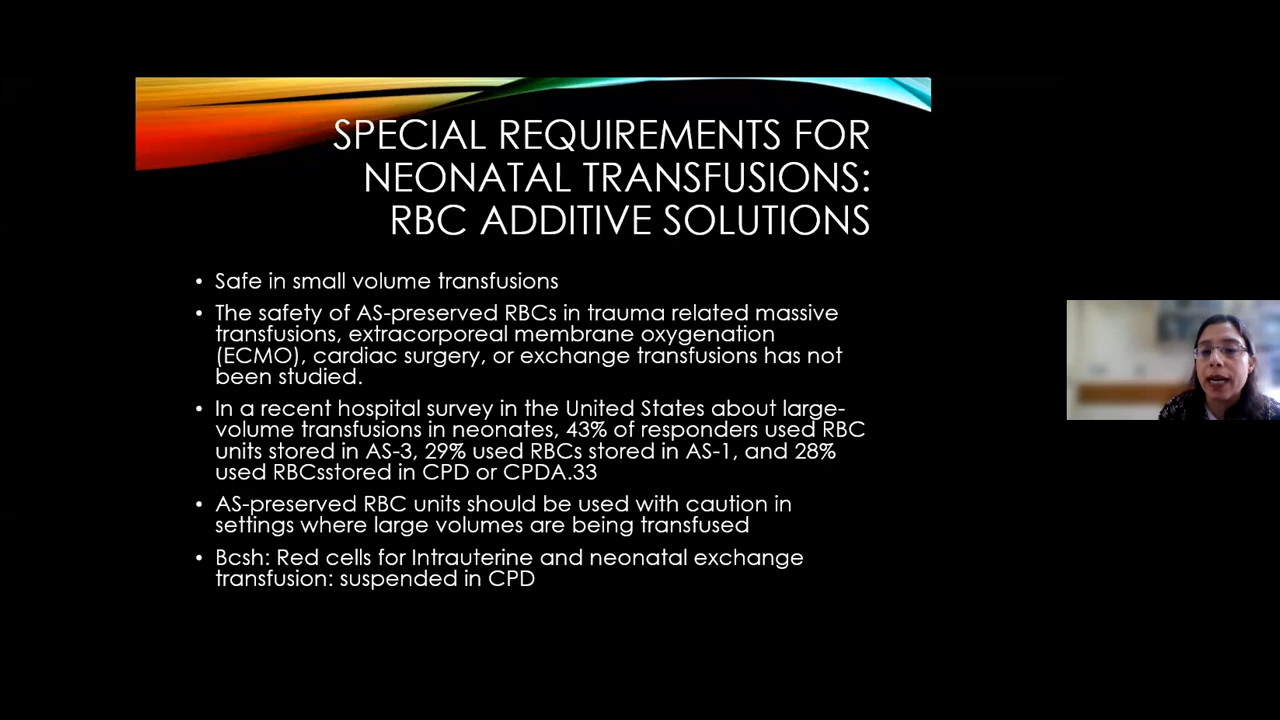 SPECIAL REQUIREMENTS FOR
NEONATAL TRANSFUSIONS:
RBC ADDITIVE SOLUTIONS
• Safe in small volume transfusions
• The safety of AS-preserved RBCs in trauma related massive
transfusions, extracorporeal membrane oxygenation
(ECMO), cardiac surgery, or exchange transfusions has not
been studied.
• In a recent hospital survey in the United States about large-
volume transfusions in neonates, 43% of responders used RBC
units stored in AS-3, 29% used RBCs stored in AS-1, and 28%
used RBCsstored in CPD or CPDA.33
• AS-preserved RBC units should be used with caution in
settings where large volumes are being transfused
• Bcsh: Red cells for Intrauterine and neonatal exchange
transfusion: suspended in CPD